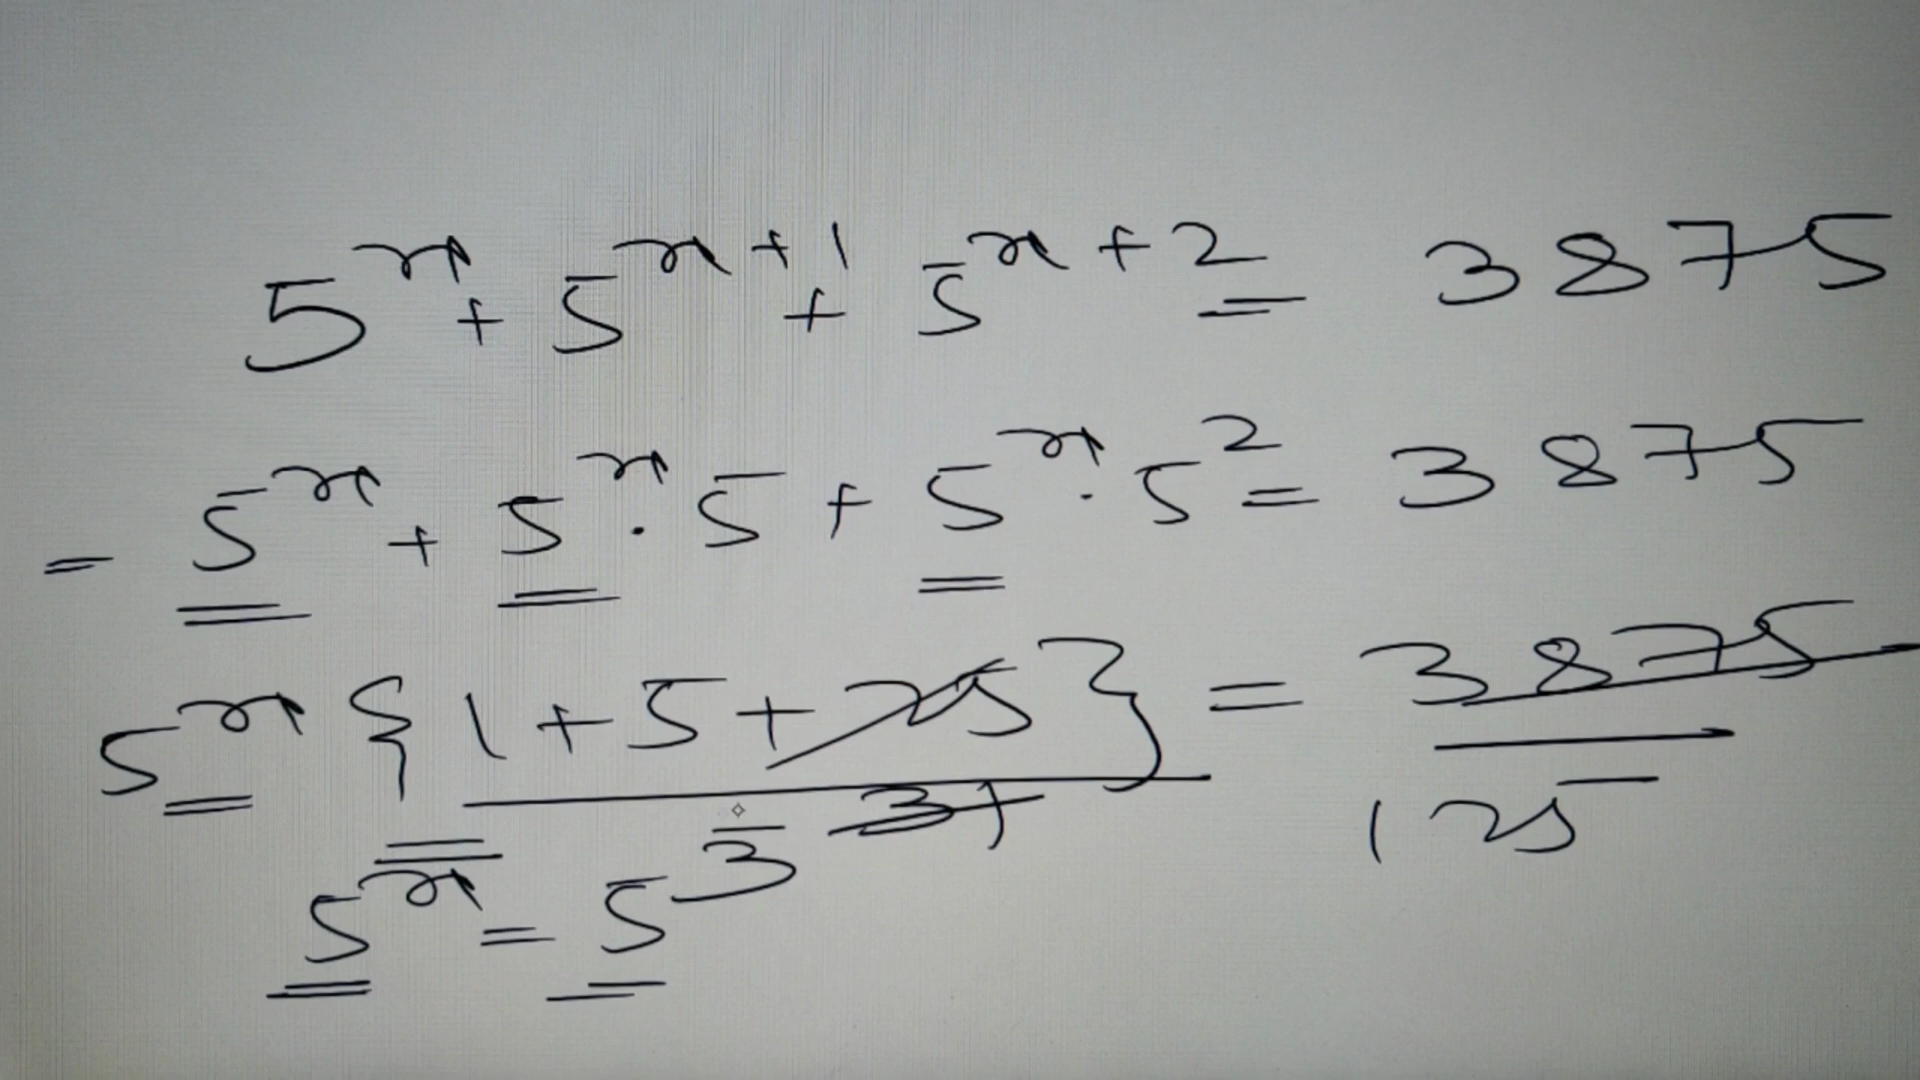 5^x + 5^x+1 + 5^x+2 = 3875
= 5^x + 5^x . 5 + 5^x . 5^2 = 3875
5^x { 1 + 5 + 25 } = 3875
31 125
5^x = 5^3